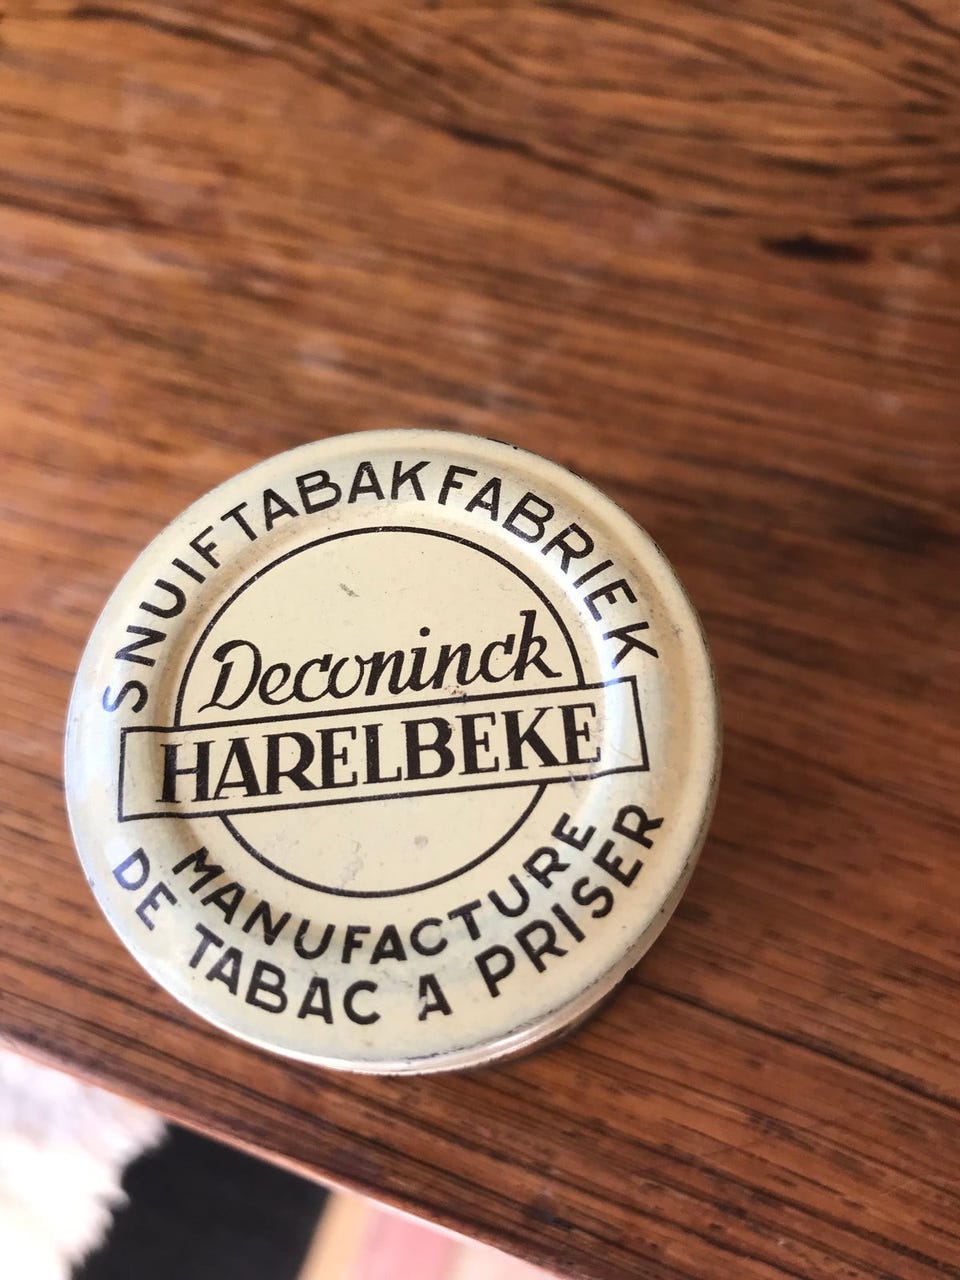 SNUIFTABAKFABRIEK
Deconinck
HARELBEKE
MANUFACTURE
DE TABAC A PRISER